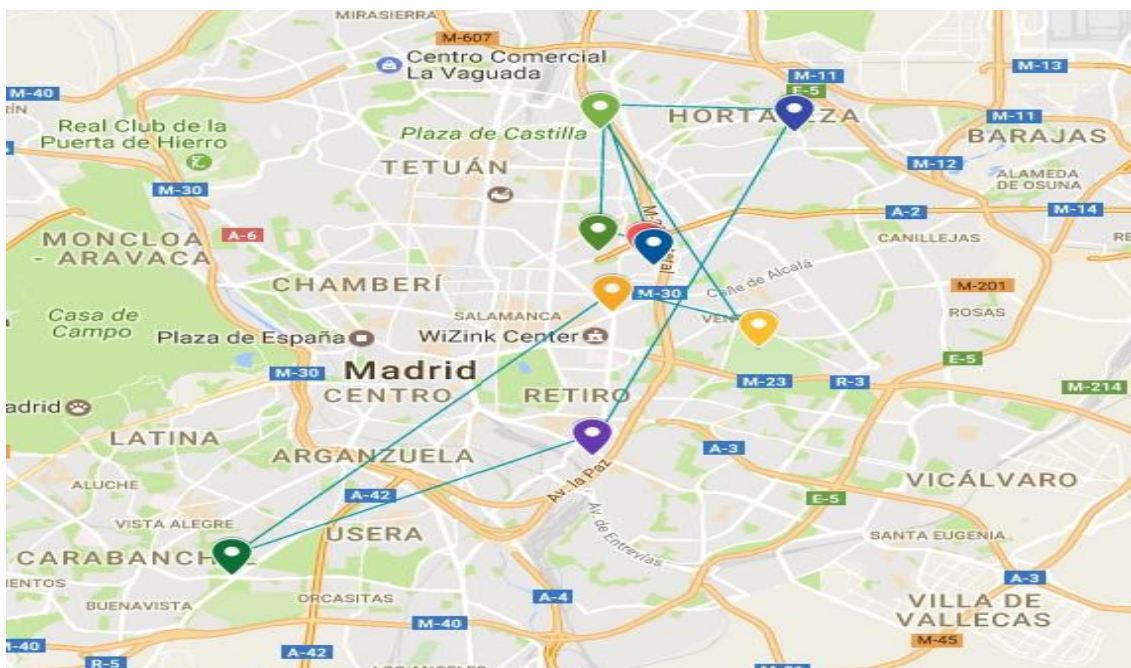 MIRASIERRA
M-607
Centro Comercial
La Vaguada
M-11
M-13
E-5
M-40
Real Club de la
Puerta de Hierro
Plaza de Castilla
M-11
BARAJAS
TETUÁN
M-12
ALAMEDA
DE OSUNA
M-30
A-2
M-14
MONCLOA
- ARAVACA
A-6
CANILLEJAS
CHAMBERÍ
Calle de Alcalá
M-30
M-201
Casa de
Campo
SALAMANCA
ROSAS
Plaza de España
WiZink Center
E-5
M-30
Madrid
M-23
R-3
M-214
CENTRO
RETIRO
LATINA
ARGANZUELA
A-3
Av. la Paz
ALUCHE
A-42
VICÁLVARO
E-5
VISTA ALEGRE
USERA
Av. de Entrevías
SANTA EUGENIA
A-3
BUENAVISTA
ORCASITAS
A-4
VILLA DE
VALLECAS
M-40
M-40
M-45
R-5
A-42